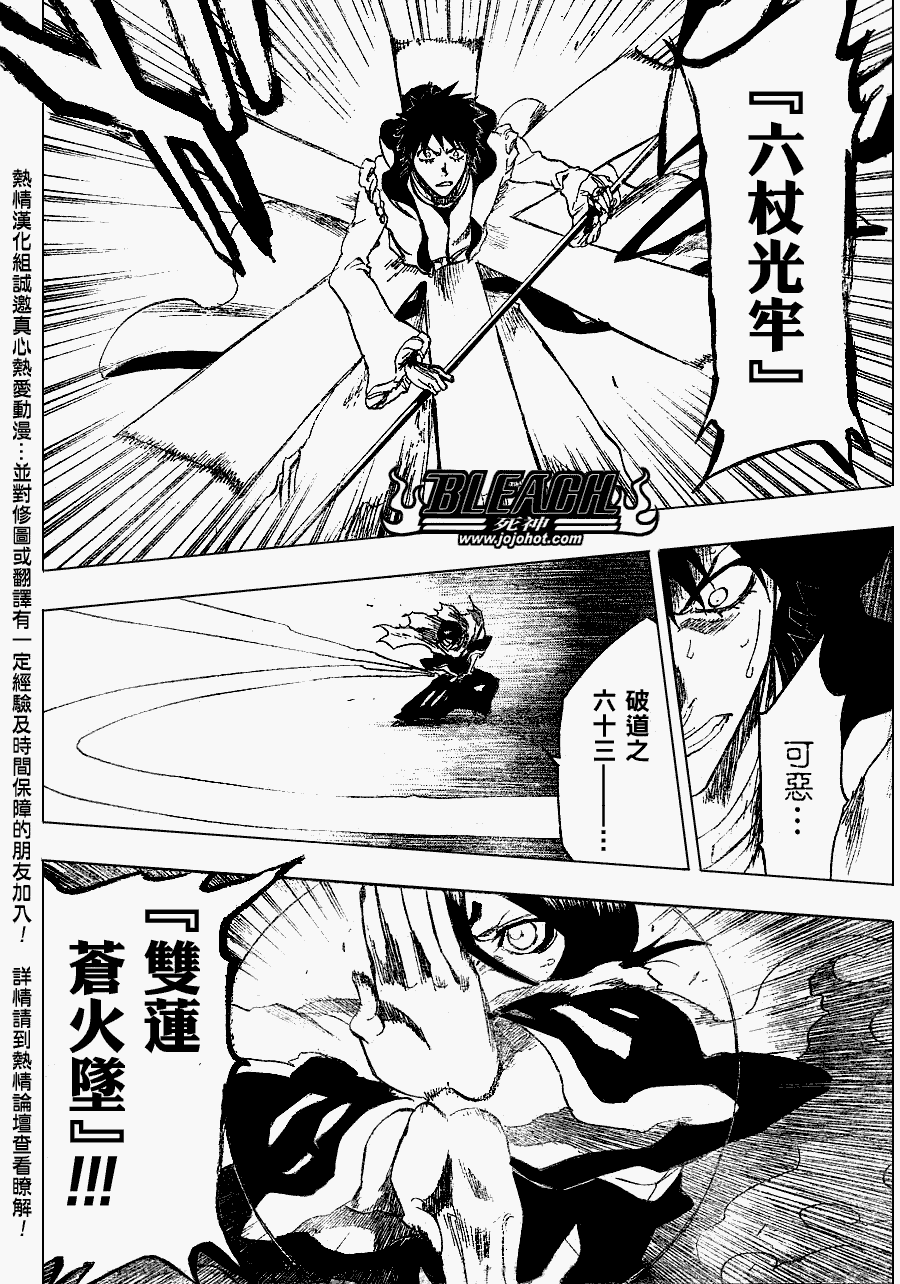 『六杖光牢』
BLEACH
死神
www.jojohot.com
可惡…
破道之
六十三——…
『雙蓮
蒼火墜』!!!
熱情漢化組誠邀真心熱愛動漫…並對修圖或翻譯有一定經驗及時間保障的朋友加入! 詳情請到熱情論壇查看瞭解!